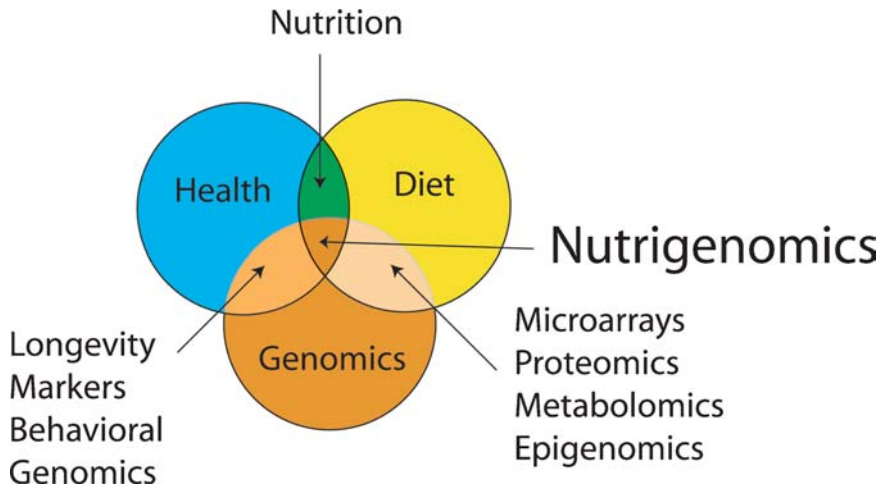 Nutrition
Health
Diet
Nutrigenomics
Genomics
Longevity
Markers
Behavioral
Genomics
Microarrays
Proteomics
Metabolomics
Epigenomics